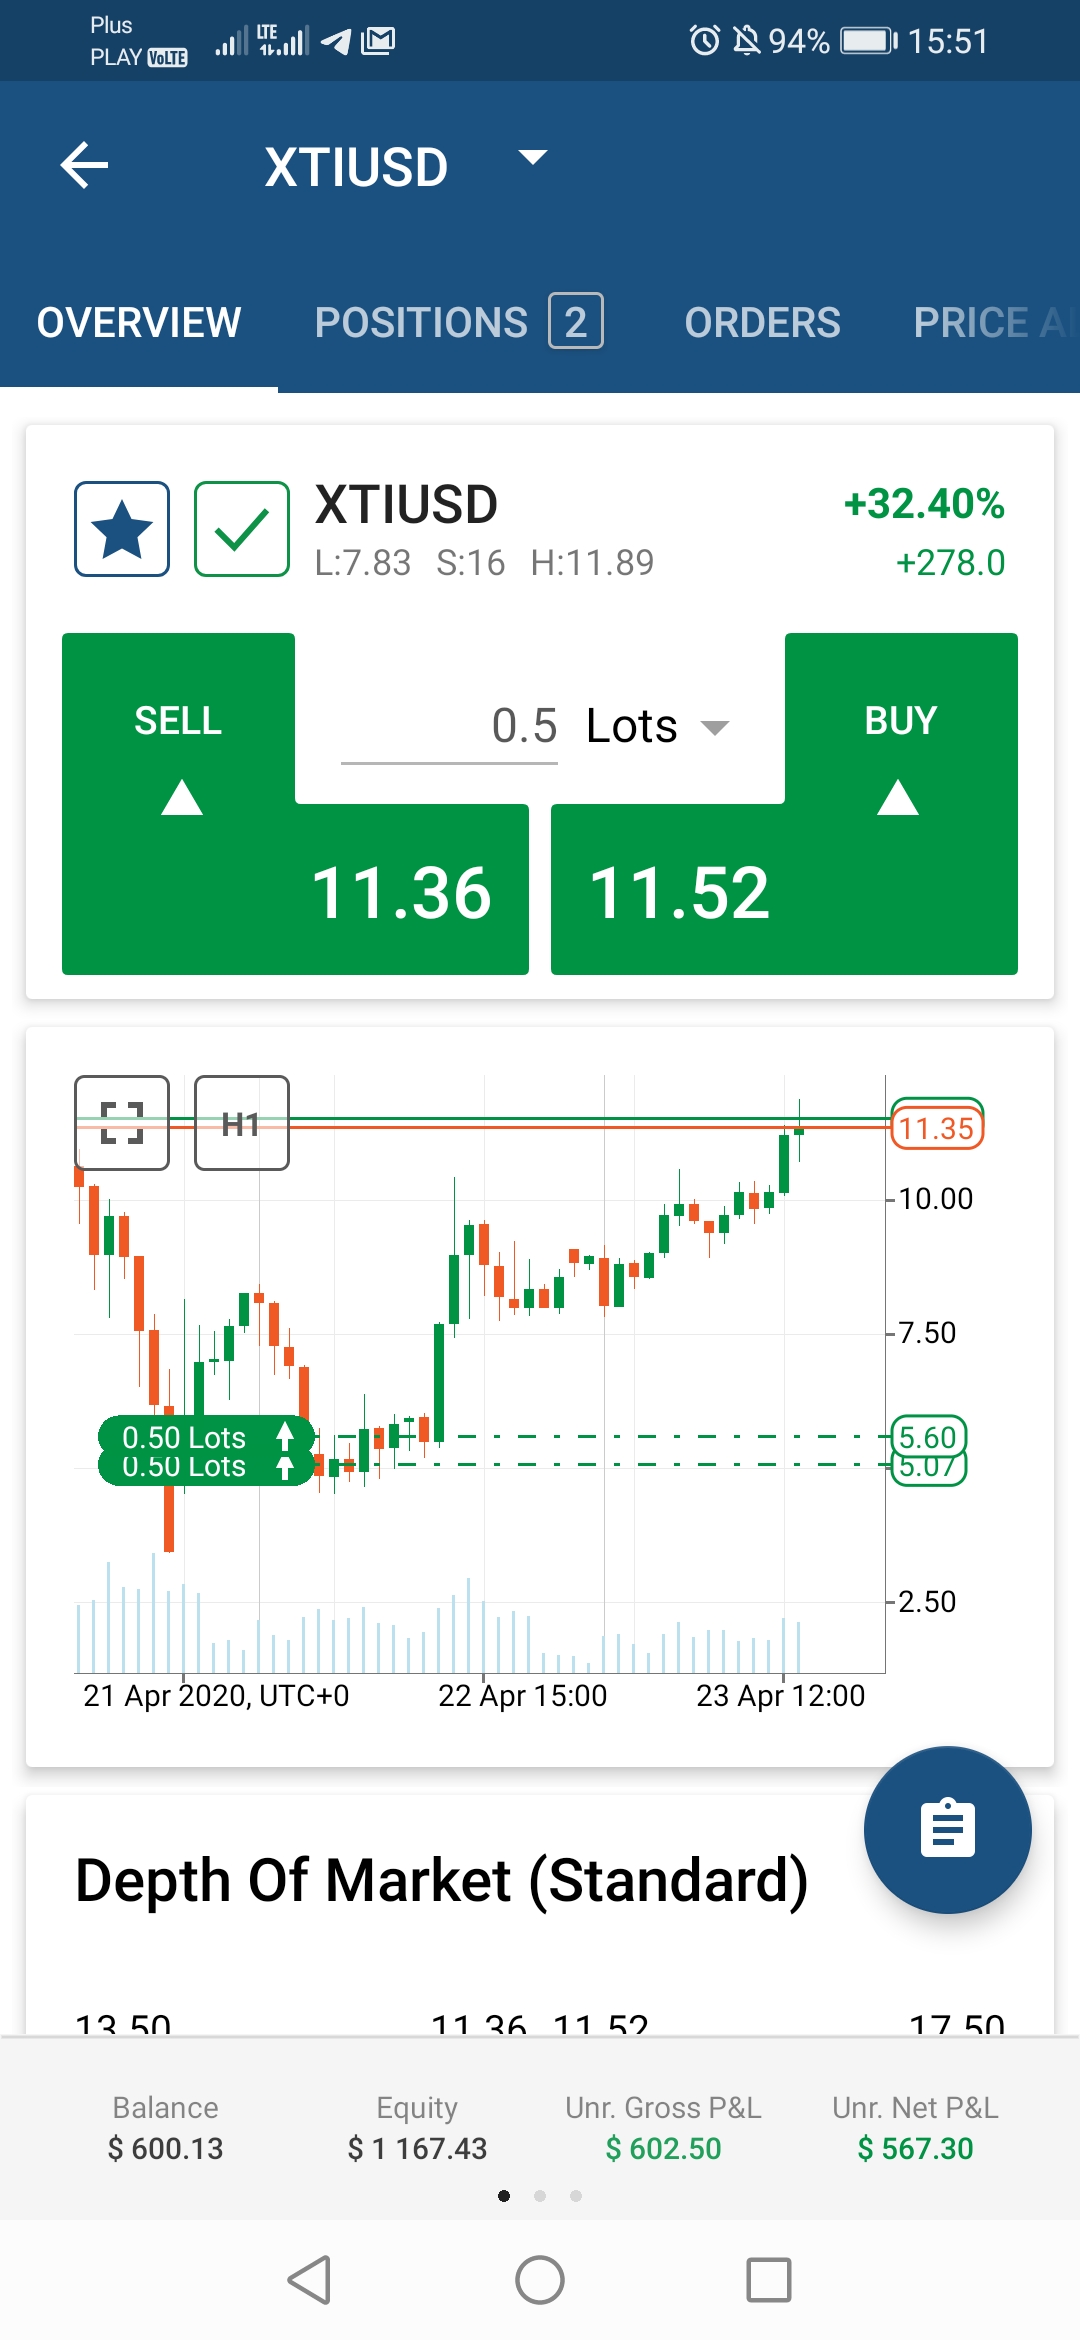 Plus
PLAY VoLTE LTE 94% 15:51
XTIUSD
OVERVIEW POSITIONS 2 ORDERS PRICE A
XTIUSD +32.40%
L:7.83 S:16 H:11.89 +278.0
SELL 0.5 Lots BUY
11.36 11.52
H1
11.35
10.00
7.50
0.50 Lots 5.60
0.50 Lots 5.07
2.50
21 Apr 2020, UTC+0 22 Apr 15:00 23 Apr 12:00
Depth Of Market (Standard)
13.50 11.36 11.52 17.50
Balance Equity Unr. Gross P&L Unr. Net P&L
$ 600.13 $ 1 167.43 $ 602.50 $ 567.30